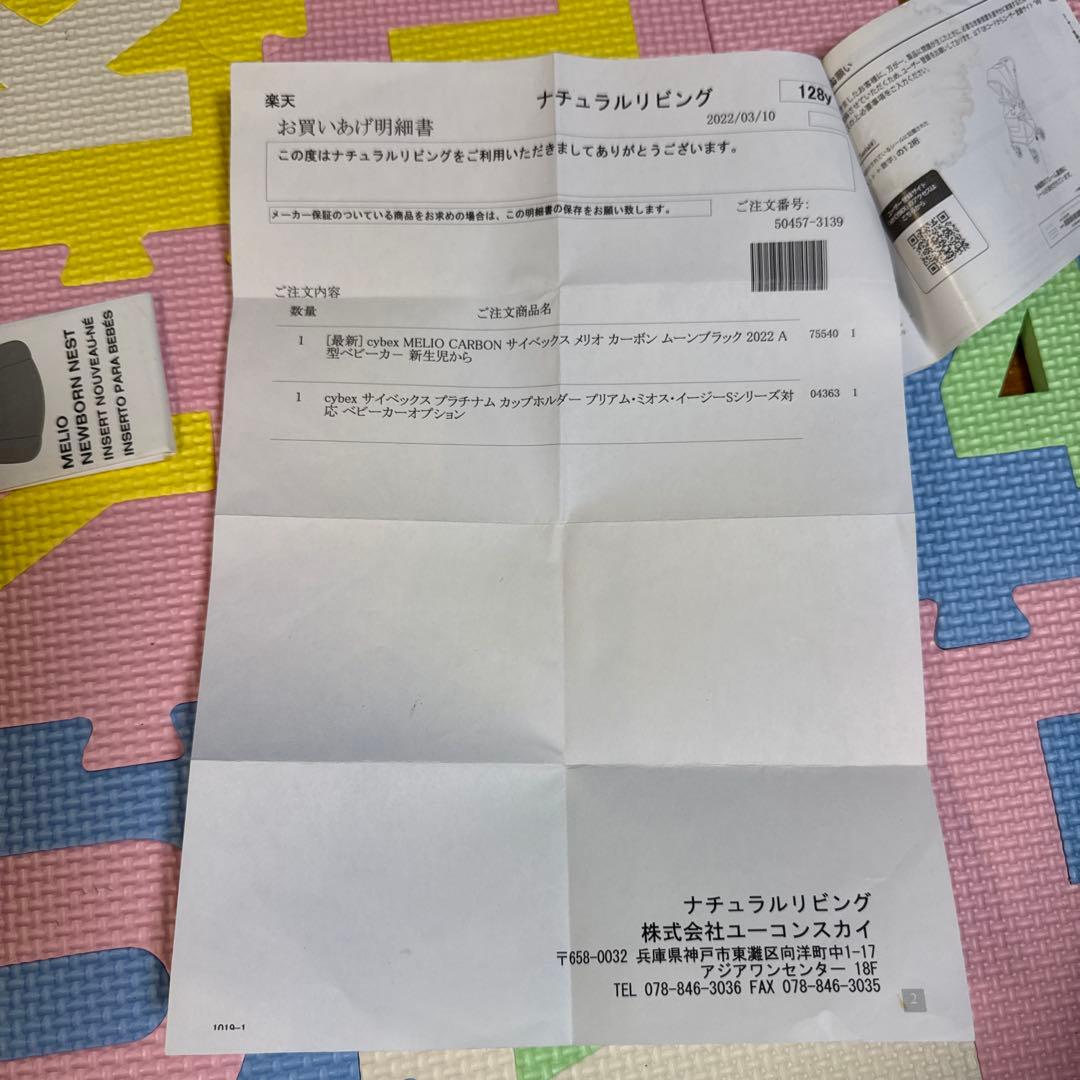 楽天
ナチュラルリビング
128y
お買いあげ明細書
2022/03/10
この度はナチュラルリビングをご利用いただきましてありがとうございます。
メーカー保証のついている商品をお求めの場合は、この明細書の保存をお願い致します。
ご注文番号:
50457-3139
ご注文内容
数量 ご注文商品名
1 [最新] cybex MELIO CARBON サイベックス メリオ カーボン ムーンブラック 2022 A 75540 1
型ベビーカー 新生児から
1 cybex サイベックス プラチナム カップホルダー プリアム・ミオス・イージーSシリーズ対 04363 1
応 ベビーカーオプション
ナチュラルリビング
株式会社ユーコンスカイ
〒658-0032 兵庫県神戸市東灘区向洋町中1-17
アジアワンセンター 18F
TEL 078-846-3036 FAX 078-846-3035
2
1019-1
MELIO
NEWBORN NEST
INSERT NOUVEAU-NÉ
INSERTO PARA BEBÉS